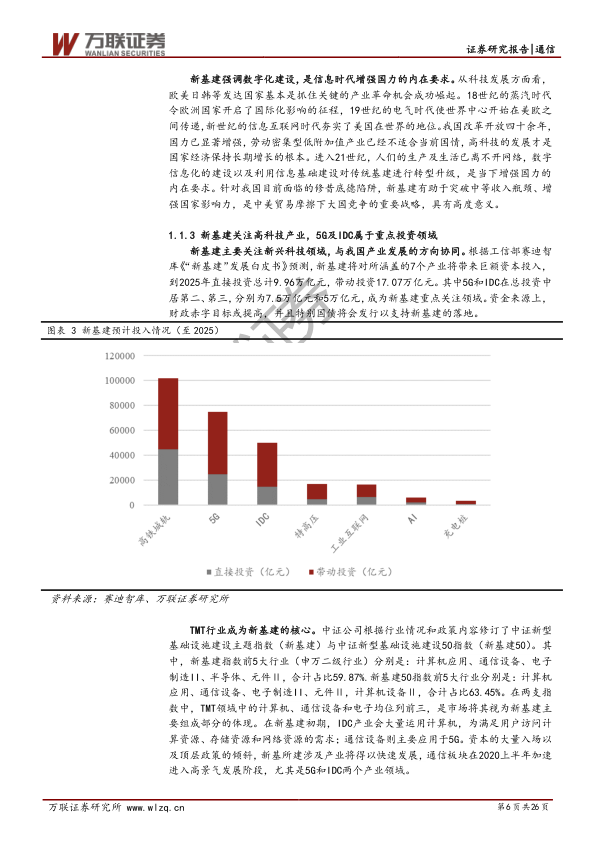 万联证券
WANLIAN SECURITIES
证券研究报告|通信
新基建强调数字化建设，是信息时代增强国力的内在要求。从科技发展方面看，
欧美日韩等发达国家基本是抓住关键的产业革命机会成功崛起。18世纪的蒸汽时代
令欧洲国家开启了国际化影响的征程，19世纪的电气时代使世界中心开始在美欧之
间传递，新世纪的信息互联网时代夯实了美国在世界的地位。我国改革开放四十余年，
国力已显著增强，劳动密集型低附加值产业已经不适合当前国情，高科技的发展才是
国家经济保持长期增长的根本。进入21世纪，人们的生产及生活已离不开网络，数字
信息化的建设以及利用信息基础建设对传统基建进行转型升级，是当下增强国力的
内在要求。针对我国目前面临的修昔底德陷阱，新基建有助于突破中等收入瓶颈、增
强国家影响力，是中美贸易摩擦下大国竞争的重要战略，具有高度意义。
1.1.3 新基建关注高科技产业，5G及IDC属于重点投资领域
新基建主要关注新兴科技领域，与我国产业发展的方向协同。根据工信部赛迪智
库《“新基建”发展白皮书》预测，新基建将对所涵盖的7个产业将带来巨额资本投入，
到2025年直接投资总计9.96万亿元，带动投资17.07万亿元。其中5G和IDC在总投资中
居第二、第三，分别为7.5万亿元和5万亿元，成为新基建重点关注领域。资金来源上，
财政赤字目标或提高，并且特别国债将会发行以支持新基建的落地。
图表 3 新基建预计投入情况（至 2025）
120000
100000
80000
60000
40000
20000
0
高铁城轨
5G
IDC
特高压
工业互联网
AI
充电桩
直接投资（亿元） 带动投资（亿元）
资料来源：赛迪智库、万联证券研究所
TMT行业成为新基建的核心。中证公司根据行业情况和政策内容修订了中证新型
基础设施建设主题指数（新基建）与中证新型基础设施建设50指数（新基建50）。其
中，新基建指数前5大行业（申万二级行业）分别是：计算机应用、通信设备、电子
制造II、半导体、元件Ⅱ，合计占比59.87%.新基建50指数前5大行业分别是：计算机
应用、通信设备、电子制造II、元件Ⅱ，计算机设备Ⅱ，合计占比63.45%。在两支指
数中，TMT领域中的计算机、通信设备和电子均位列前三，是市场将其视为新基建主
要组成部分的体现。在新基建初期，IDC产业会大量运用计算机，为满足用户访问计
算资源、存储资源和网络资源的需求；通信设备则主要应用于5G。资本的大量入场以
及顶层政策的倾斜，新基所建涉及产业将得以快速发展，通信板块在2020上半年加速
进入高景气发展阶段，尤其是5G和IDC两个产业领域。
万联证券研究所 www.wlzq.cn
第6页共26页